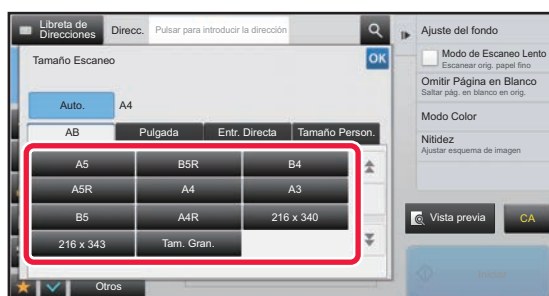 Libreta de
Direcciones
Direcc.
Pulsar para introducir la dirección
Tamaño Escaneo
OK
Auto.
A4
AB
Pulgada
Entr. Directa
Tamaño Person.
A5
B5R
B4
A5R
A4
A3
B5
A4R
216 x 340
216 x 343
Tam. Gran.
Otros
Ajuste del fondo
Modo de Escaneo Lento
Escanear orig. papel fino
Omitir Página en Blanco
Saltar pág. en blanco en orig.
Modo Color
Nitidez
Ajustar esquema de imagen
Vista previa
CA